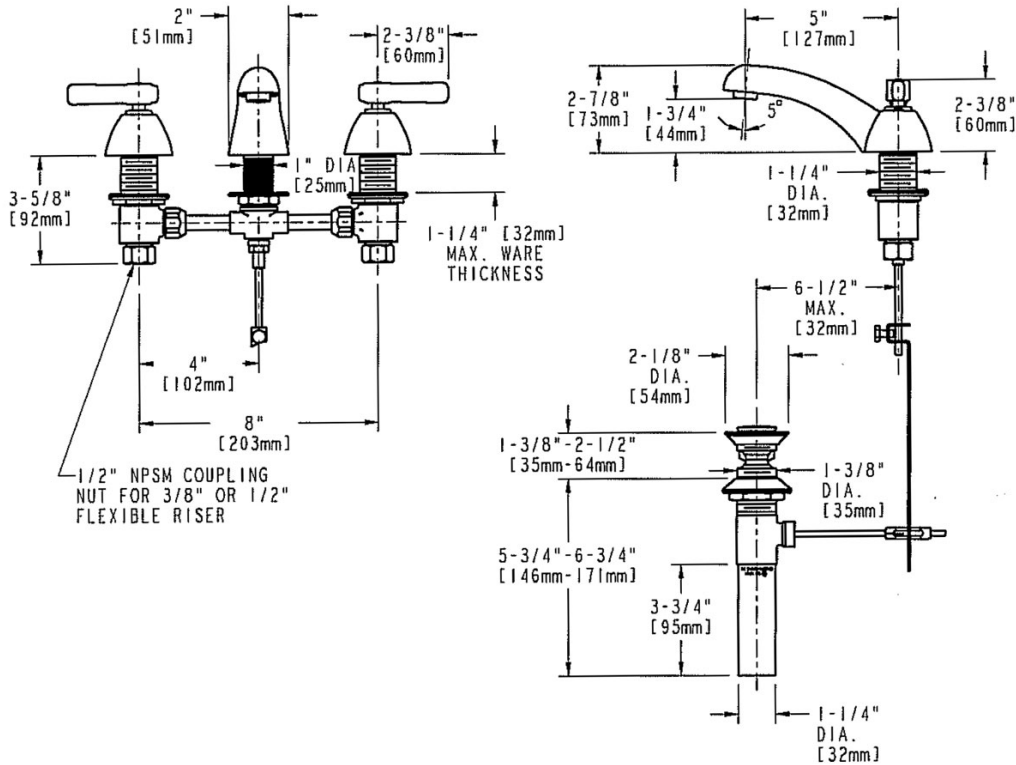 2"
[51mm]
2-3/8"
[60mm]
3-5/8"
[92mm]
1" DIA
[25mm]
1-1/4" [32mm]
MAX. WARE
THICKNESS
4"
[102mm]
8"
[203mm]
1/2" NPSM COUPLING
NUT FOR 3/8" OR 1/2"
FLEXIBLE RISER
5"
[127mm]
2-7/8"
[73mm]
1-3/4"
[44mm]
5°
2-3/8"
[60mm]
1-1/4"
DIA.
[32mm]
6-1/2"
MAX.
[32mm]
2-1/8"
DIA.
[54mm]
1-3/8"-2-1/2"
[35mm-64mm]
1-3/8"
DIA.
[35mm]
5-3/4"-6-3/4"
[146mm-171mm]
3-3/4"
[95mm]
1-1/4"
DIA.
[32mm]